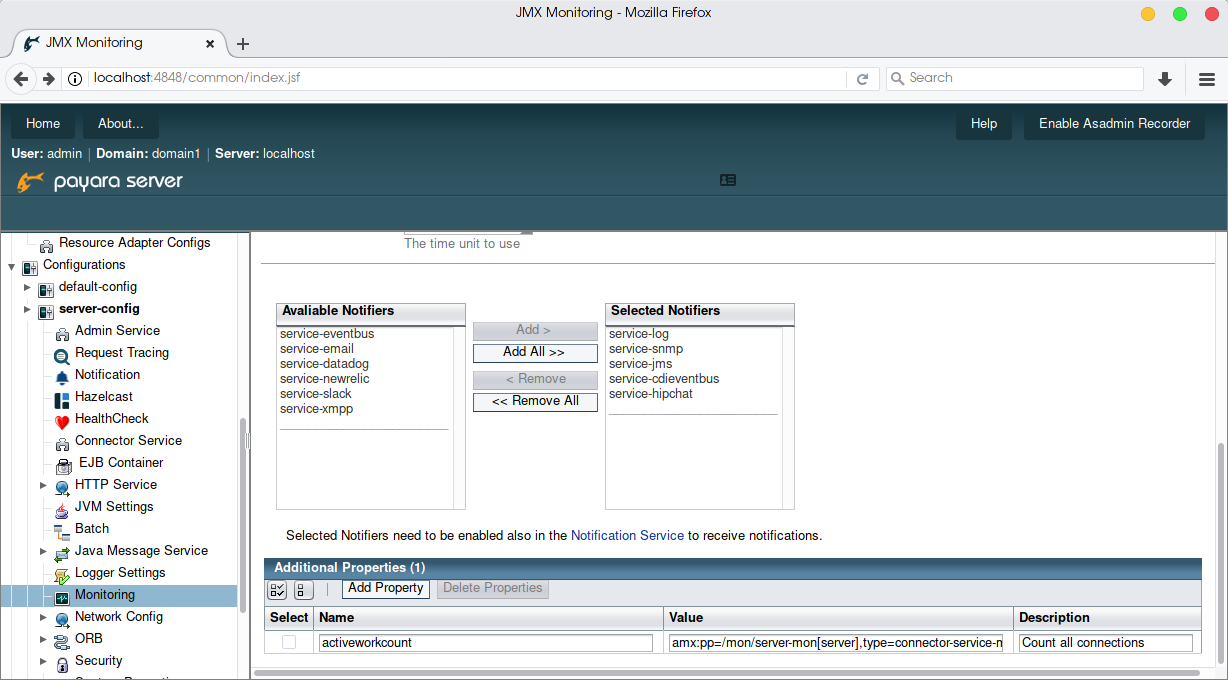 JMX Monitoring - Mozilla Firefox
JMX Monitoring
localhost:4848/common/index.jsf
Search
Home
About...
Help
Enable Asadmin Recorder
User: admin | Domain: domain1 | Server: localhost
payara server
Resource Adapter Configs
Configurations
default-config
server-config
Admin Service
Request Tracing
Notification
Hazelcast
HealthCheck
Connector Service
EJB Container
HTTP Service
JVM Settings
Batch
Java Message Service
Logger Settings
Monitoring
Network Config
ORB
Security
The time unit to use
Avaliable Notifiers
service-eventbus
service-email
service-datadog
service-newrelic
service-slack
service-xmpp
Add >
Add All >>
< Remove
<< Remove All
Selected Notifiers
service-log
service-snmp
service-jms
service-cdieventbus
service-hipchat
Selected Notifiers need to be enabled also in the Notification Service to receive notifications.
Additional Properties (1)
Add Property
Delete Properties
Select
Name
Value
Description
activeworkcount
amx:pp=/mon/server-mon[server],type=connector-service-
Count all connections